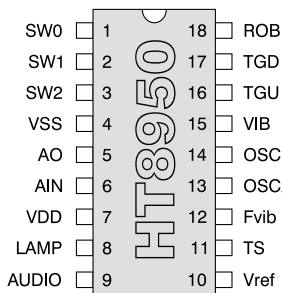 SW0 1 18 ROB
SW1 2 17 TGD
SW2 3 16 TGU
VSS 4 15 VIB
AO 5 14 OSC
AIN 6 13 OSC
VDD 7 12 Fvib
LAMP 8 11 TS
AUDIO 9 10 Vref
HT8950